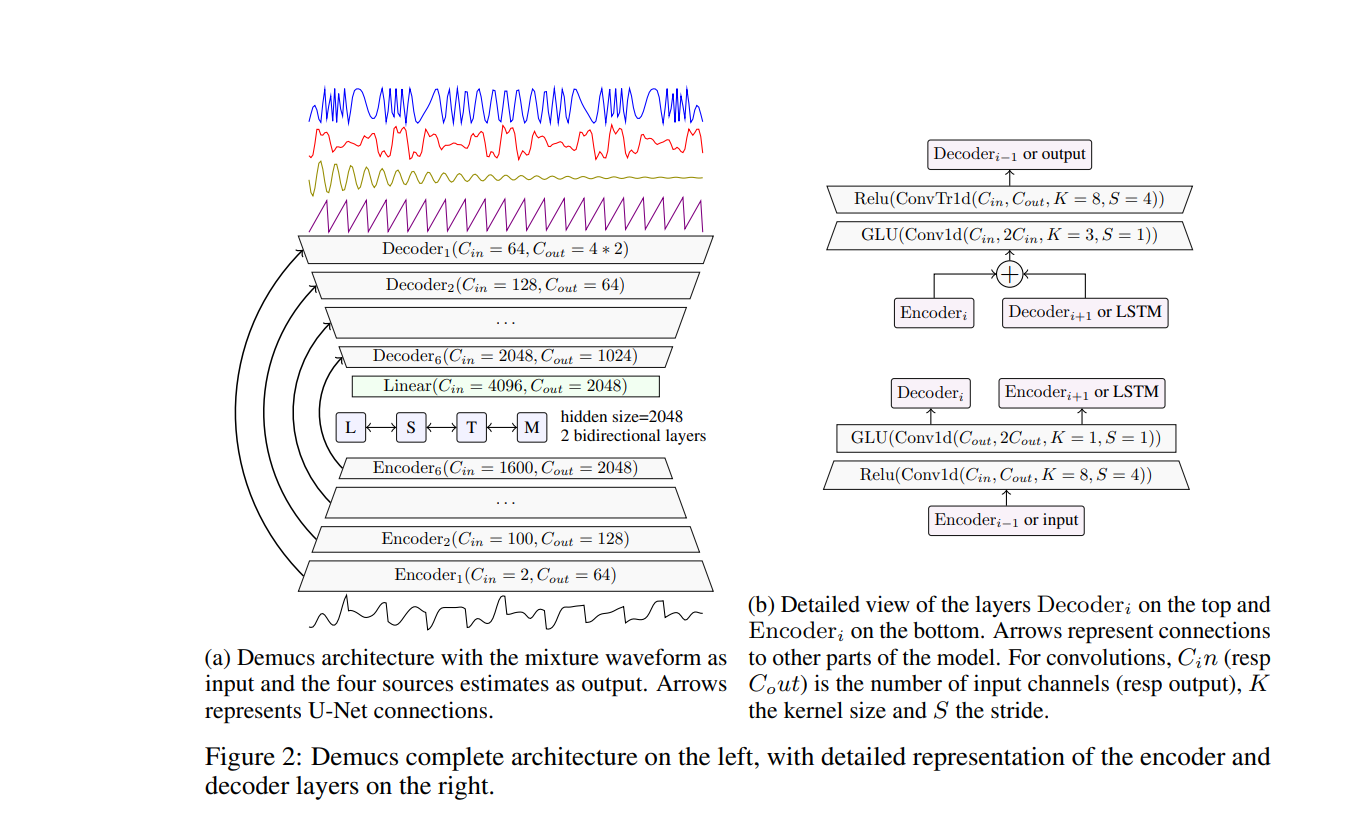 Decoder₁(C_in = 64, C_out = 4 ∗ 2)
Decoder₂(C_in = 128, C_out = 64)
...
Decoder₆(C_in = 2048, C_out = 1024)
Linear(C_in = 4096, C_out = 2048)
L S T M
hidden size=2048
2 bidirectional layers
Encoder₆(C_in = 1600, C_out = 2048)
...
Encoder₂(C_in = 100, C_out = 128)
Encoder₁(C_in = 2, C_out = 64)
(a) Demucs architecture with the mixture waveform as
input and the four sources estimates as output. Arrows
represents U-Net connections.
Decoder_{i−1} or output
Relu(ConvTr1d(C_in, C_out, K = 8, S = 4))
GLU(Conv1d(C_in, 2C_in, K = 3, S = 1))
+
Encoder_i
Decoder_{i+1} or LSTM
Decoder_i
Encoder_{i+1} or LSTM
GLU(Conv1d(C_out, 2C_out, K = 1, S = 1))
Relu(Conv1d(C_in, C_out, K = 8, S = 4))
Encoder_{i−1} or input
(b) Detailed view of the layers Decoder_i on the top and
Encoder_i on the bottom. Arrows represent connections
to other parts of the model. For convolutions, C_in (resp
C_out) is the number of input channels (resp output), K
the kernel size and S the stride.
Figure 2: Demucs complete architecture on the left, with detailed representation of the encoder and
decoder layers on the right.